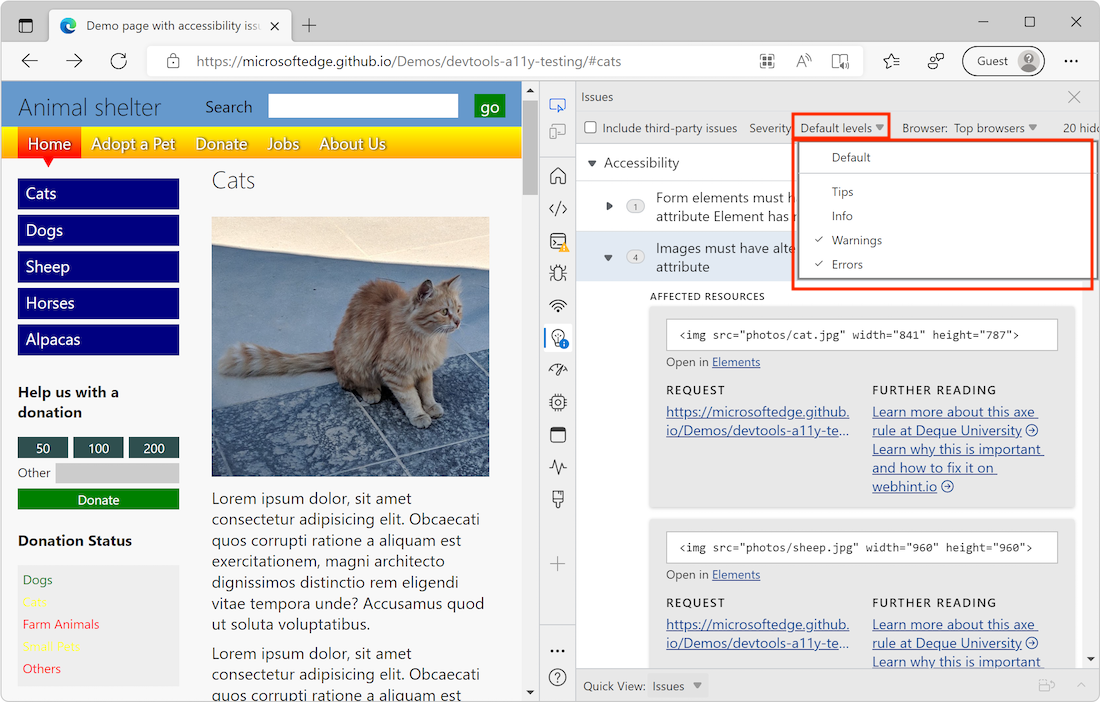 Demo page with accessibility issu
https://microsoftedge.github.io/Demos/devtools-a11y-testing/#cats
Guest
Animal shelter
Search
go
Home
Adopt a Pet
Donate
Jobs
About Us
Cats
Dogs
Sheep
Horses
Alpacas
Help us with a
donation
50
100
200
Other
Donate
Donation Status
Dogs
Cats
Farm Animals
Small Pets
Others
Cats
Lorem ipsum dolor, sit amet
consectetur adipisicing elit. Obcaecati
quos corrupti ratione a aliquam est
exercitationem, magni architecto
dignissimos distinctio rem eligendi
vitae tempora unde? Accusamus quod
ut soluta voluptatibus.
Lorem ipsum dolor, sit amet
consectetur adipisicing elit. Obcaecati
quos corrupti ratione a aliquam est
Issues
Include third-party issues
Severity
Default levels
Browser: Top browsers
20 hidd
Default
Tips
Info
Warnings
Errors
Accessibility
1
Form elements must h
attribute Element has n
4
Images must have alte
attribute
AFFECTED RESOURCES
<img src="photos/cat.jpg" width="841" height="787">
Open in Elements
REQUEST
https://microsoftedge.github.
io/Demos/devtools-a11y-te...
FURTHER READING
Learn more about this axe
rule at Deque University
Learn why this is important
and how to fix it on
webhint.io
<img src="photos/sheep.jpg" width="960" height="960">
Open in Elements
REQUEST
https://microsoftedge.github.
io/Demos/devtools-a11y-te...
FURTHER READING
Learn more about this axe
rule at Deque University
Learn why this is important
Quick View: Issues